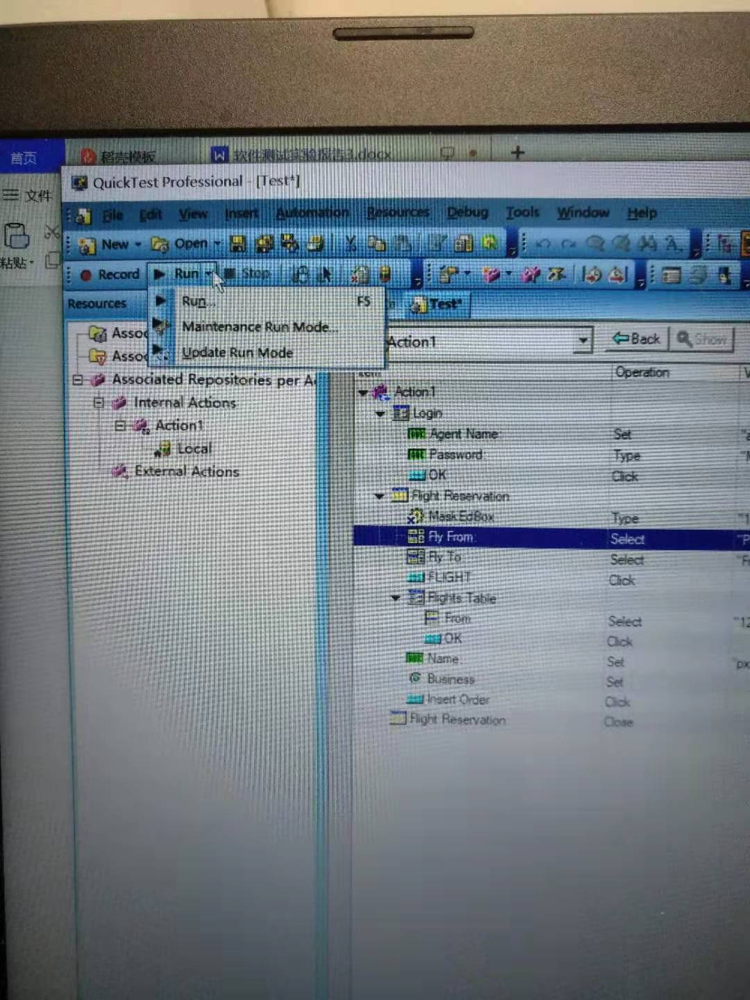 首页 稻壳模板 W 软件测试实验报告3.docx +
文件
粘贴
QuickTest Professional - [Test*]
File Edit View Insert Automation Resources Debug Tools Window Help
New Open
Record Run Stop
Resources
Test*
Run... F5
Maintenance Run Mode...
Update Run Mode
Action1 Back Show
Assoc
Assoc
Associated Repositories per A
Internal Actions
Action1
Local
External Actions
Item Operation V
Action1
Login
Agent Name Set "a
Password Type "M
OK Click
Flight Reservation
MaskEdBox Type "1
Fly From: Select "P
Fly To: Select "F
FLIGHT Click
Flights Table
From Select "12
OK Click
Name: Set "px
Business Set
Insert Order Click
Flight Reservation Close